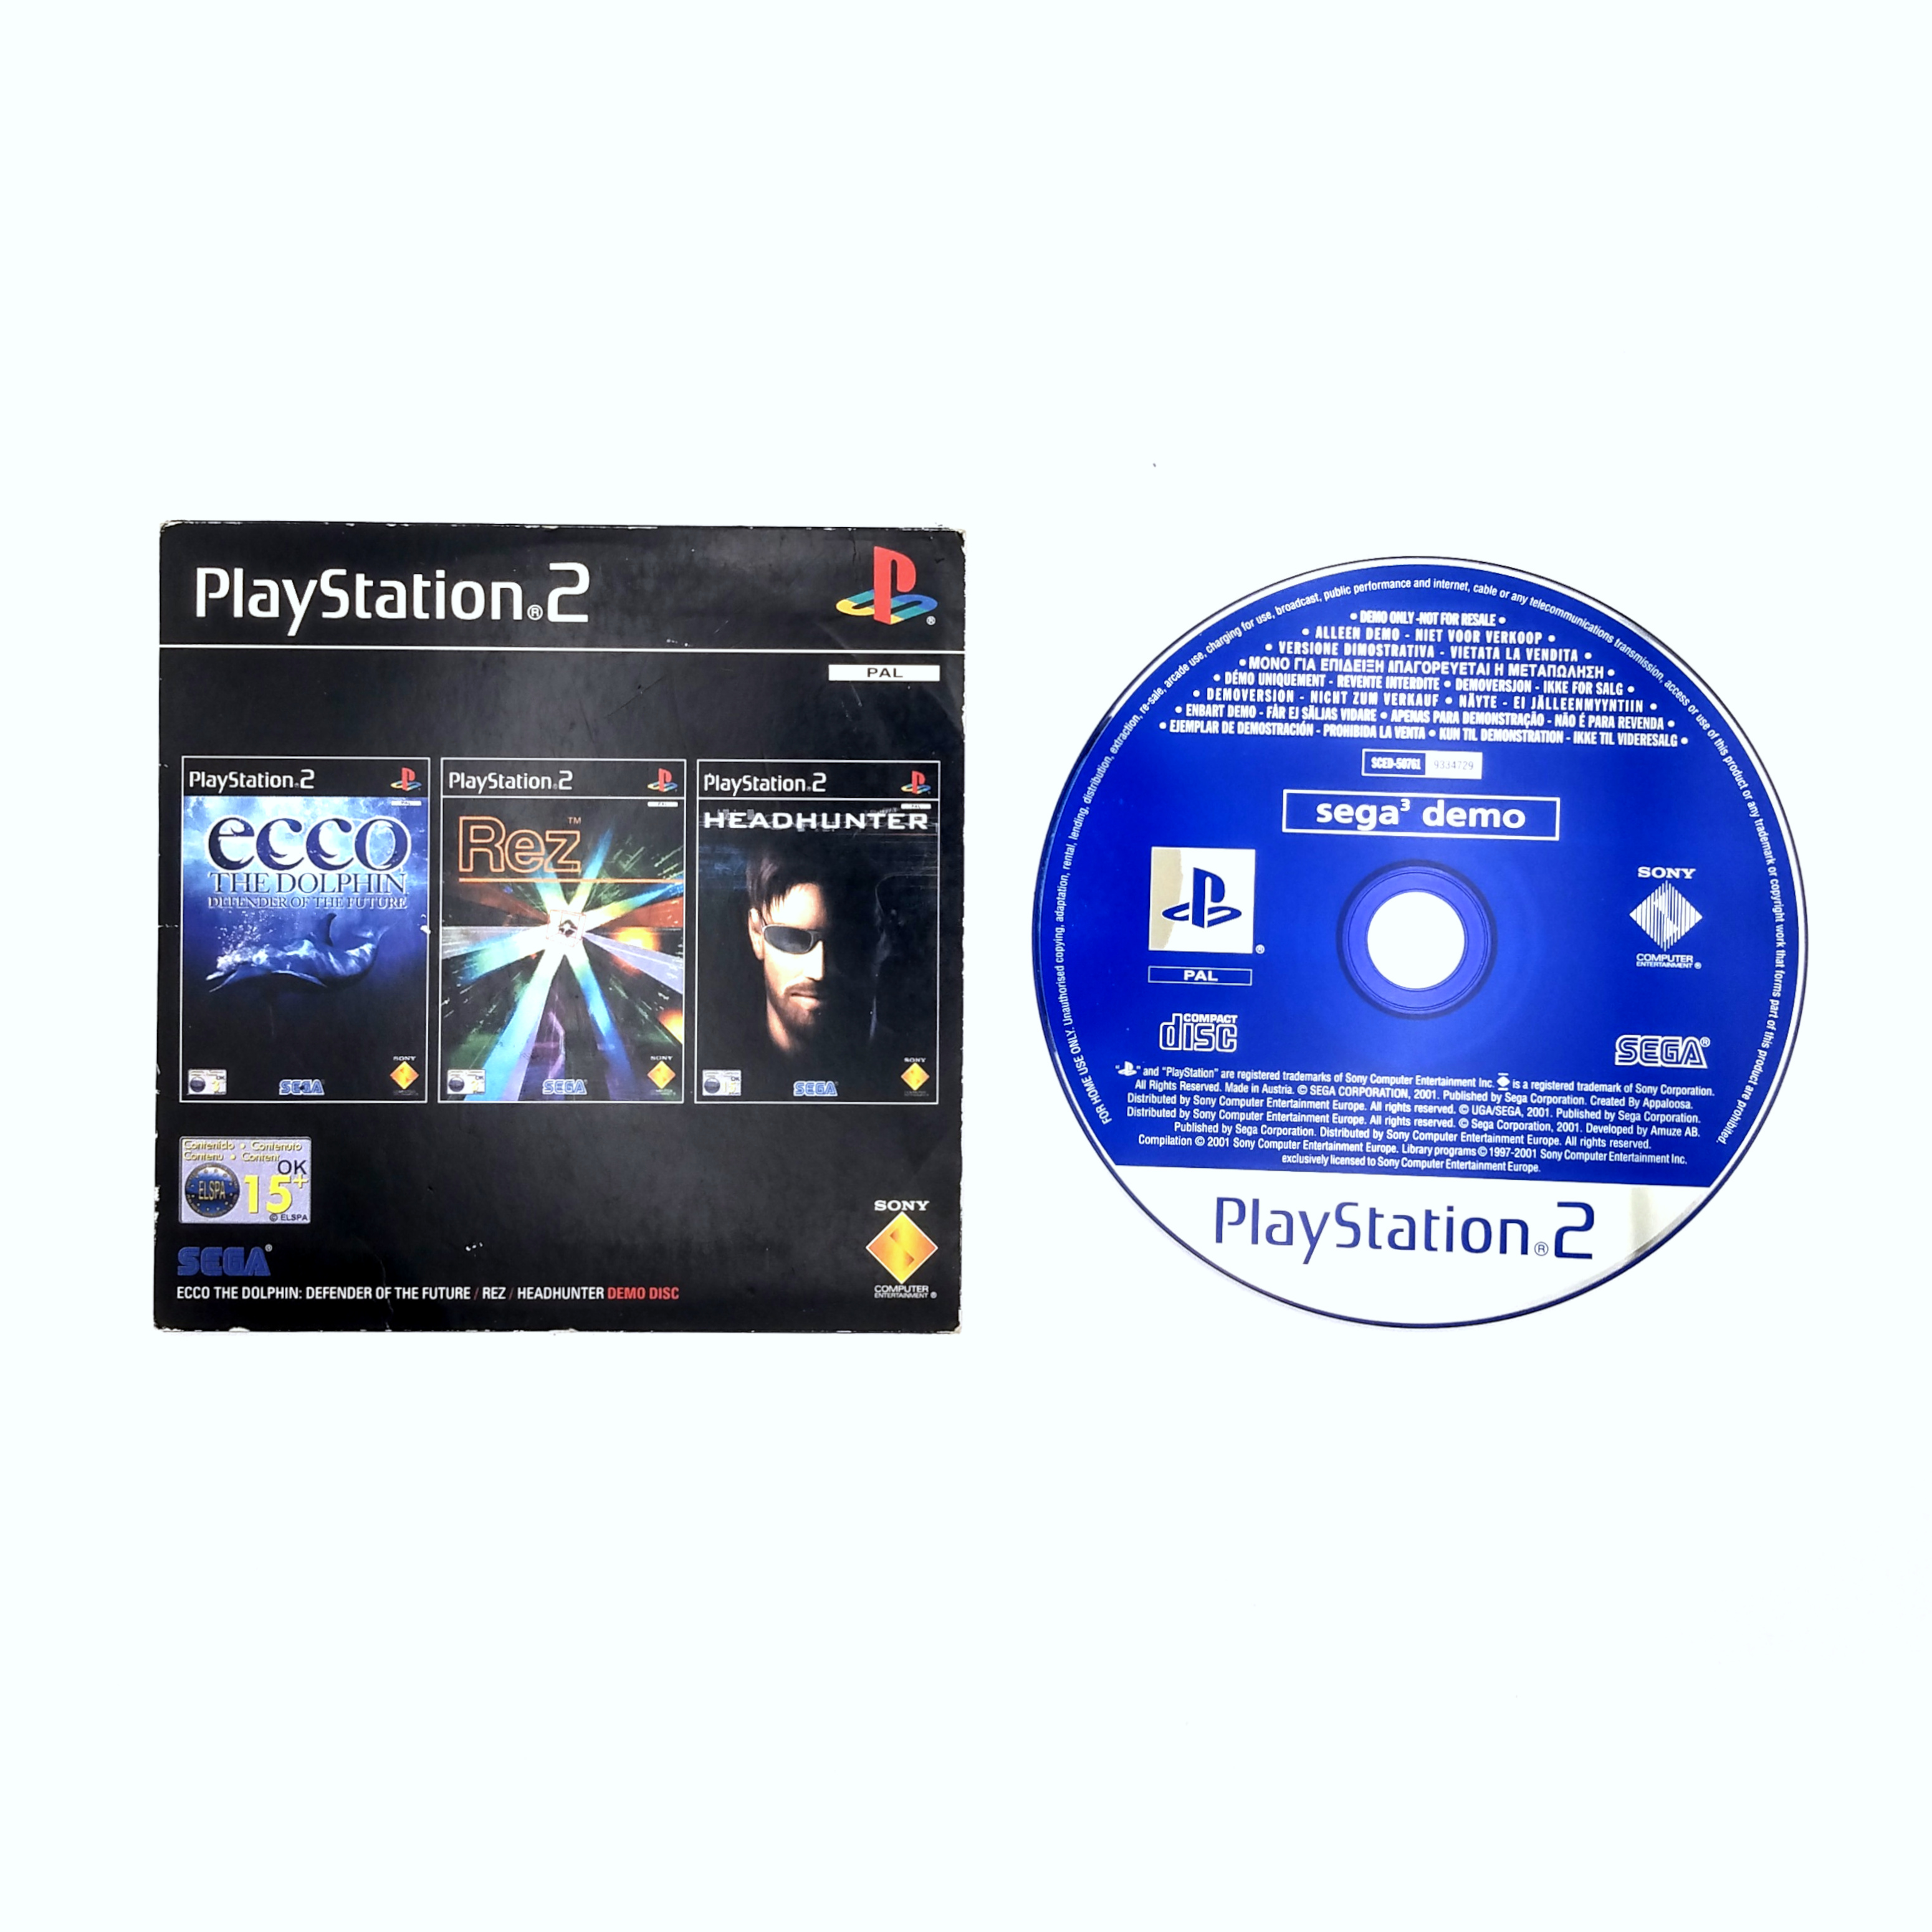 PlayStation®2
PAL
PlayStation®2
ecco
THE DOLPHIN
DEFENDER OF THE FUTURE
SONY
SEGA
PlayStation®2
Rez™
SONY
SEGA
PlayStation®2
HEADHUNTER
SONY
SEGA
Contenido • Contenuto
Contenu • Content
OK
ELSPA
15+
© ELSPA
SEGA®
ECCO THE DOLPHIN: DEFENDER OF THE FUTURE / REZ / HEADHUNTER DEMO DISC
SONY
COMPUTER
ENTERTAINMENT®
FOR HOME USE ONLY. Unauthorised copying, adaptation, rental, lending, distribution, extraction, re-sale, arcade use, charging for use, broadcast, public performance and internet, cable or any telecommunications transmission, access or use of this product or any trademark or copyright work that forms part of this product are prohibited.
• DEMO ONLY -NOT FOR RESALE •
• ALLEEN DEMO - NIET VOOR VERKOOP •
• VERSIONE DIMOSTRATIVA - VIETATA LA VENDITA •
• ΜΟΝΟ ΓΙΑ ΕΠΙΔΕΙΞΗ ΑΠΑΓΟΡΕΥΕΤΑΙ Η ΜΕΤΑΠΩΛΗΣΗ •
• DÉMO UNIQUEMENT - REVENTE INTERDITE • DEMOVERSJON - IKKE FOR SALG •
• DEMOVERSION - NICHT ZUM VERKAUF • NÄYTE - EI JÄLLEENMYYNTIIN •
• ENBART DEMO - FÅR EJ SÄLJAS VIDARE • APENAS PARA DEMONSTRAÇÃO - NÃO É PARA REVENDA •
• EJEMPLAR DE DEMOSTRACIÓN - PROHIBIDA LA VENTA • KUN TIL DEMONSTRATION - IKKE TIL VIDERESALG •
SCED-50761 9334729
sega³ demo
PAL
COMPACT
disc
SONY
COMPUTER
ENTERTAINMENT®
SEGA®
" " and "PlayStation" are registered trademarks of Sony Computer Entertainment Inc. is a registered trademark of Sony Corporation.
All Rights Reserved. Made in Austria. © SEGA CORPORATION, 2001. Published by Sega Corporation. Created By Appaloosa.
Distributed by Sony Computer Entertainment Europe. All rights reserved. © UGA/SEGA, 2001. Published by Sega Corporation.
Distributed by Sony Computer Entertainment Europe. All rights reserved. © Sega Corporation, 2001. Developed by Amuze AB.
Published by Sega Corporation. Distributed by Sony Computer Entertainment Europe. All rights reserved.
Compilation © 2001 Sony Computer Entertainment Europe. Library programs © 1997-2001 Sony Computer Entertainment Inc.
exclusively licensed to Sony Computer Entertainment Europe.
PlayStation®2